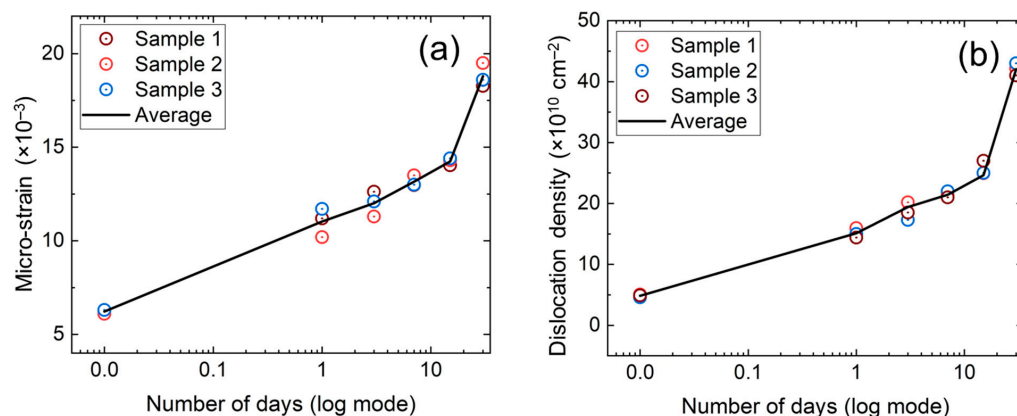 (a)
Sample 1
Sample 2
Sample 3
Average
20
15
10
5
Micro-strain (×10⁻³)
0.0
0.1
1
10
Number of days (log mode)
(b)
Sample 1
Sample 2
Sample 3
Average
50
40
30
20
10
0
Dislocation density (×10¹⁰ cm⁻²)
0.0
0.1
1
10
Number of days (log mode)